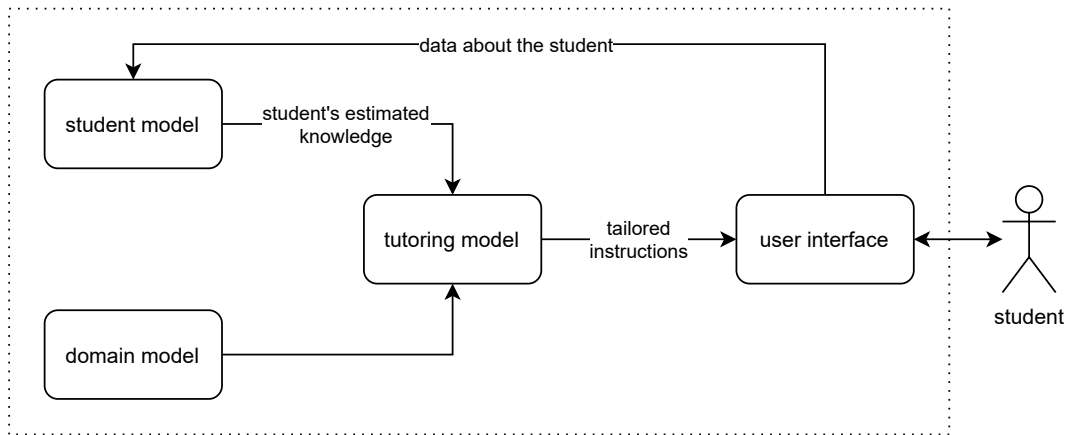 data about the student
student model
student's estimated
knowledge
tutoring model
tailored
instructions
user interface
student
domain model